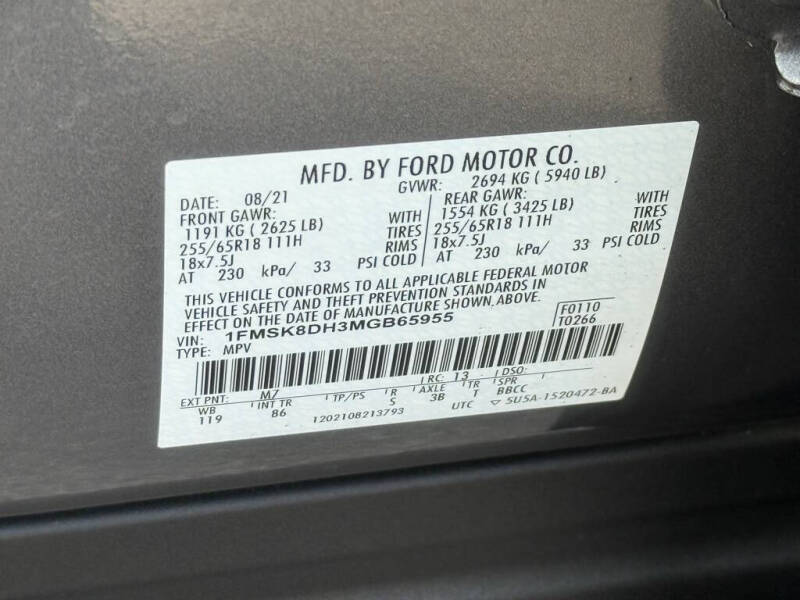 MFD. BY FORD MOTOR CO.
DATE: 08/21 GVWR: 2694 KG ( 5940 LB)
FRONT GAWR: REAR GAWR:
1191 KG ( 2625 LB) WITH 1554 KG ( 3425 LB) WITH
255/65R18 111H TIRES 255/65R18 111H TIRES
18x7.5J RIMS 18x7.5J RIMS
AT 230 kPa/ 33 PSI COLD AT 230 kPa/ 33 PSI COLD
THIS VEHICLE CONFORMS TO ALL APPLICABLE FEDERAL MOTOR
VEHICLE SAFETY AND THEFT PREVENTION STANDARDS IN
EFFECT ON THE DATE OF MANUFACTURE SHOWN ABOVE.
VIN: 1FMSK8DH3MGB65955 F0110
TYPE: MPV T0266
EXT PNT: M7 RC: 13 DSO:
WB INT TR TP/PS R AXLE TR SPR
119 86 S 3B T BBCC
1202108213793 UTC ▽ 5U5A-1520472-BA